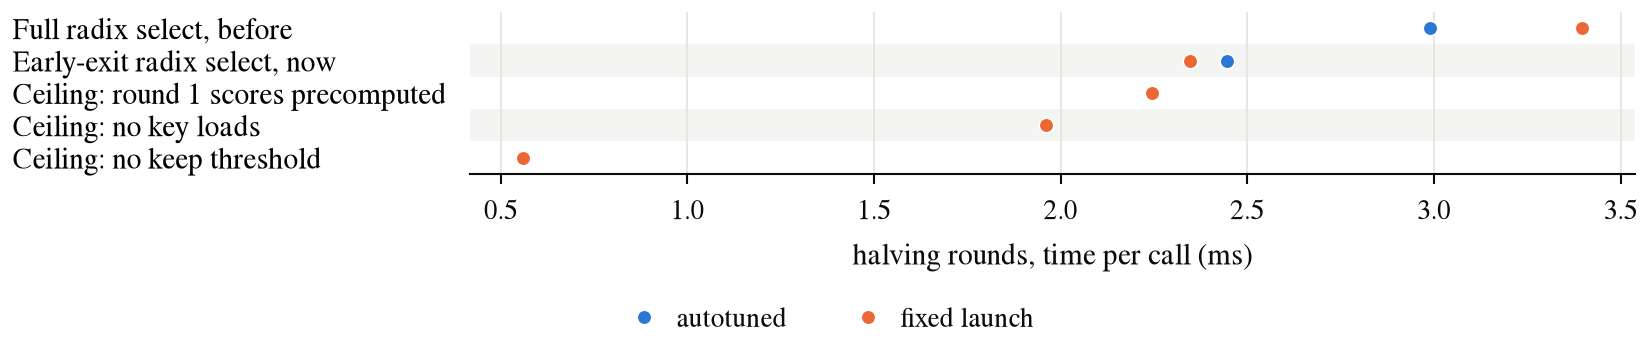 Full radix select, before
Early-exit radix select, now
Ceiling: round 1 scores precomputed
Ceiling: no key loads
Ceiling: no keep threshold
0.5 1.0 1.5 2.0 2.5 3.0 3.5
halving rounds, time per call (ms)
autotuned fixed launch